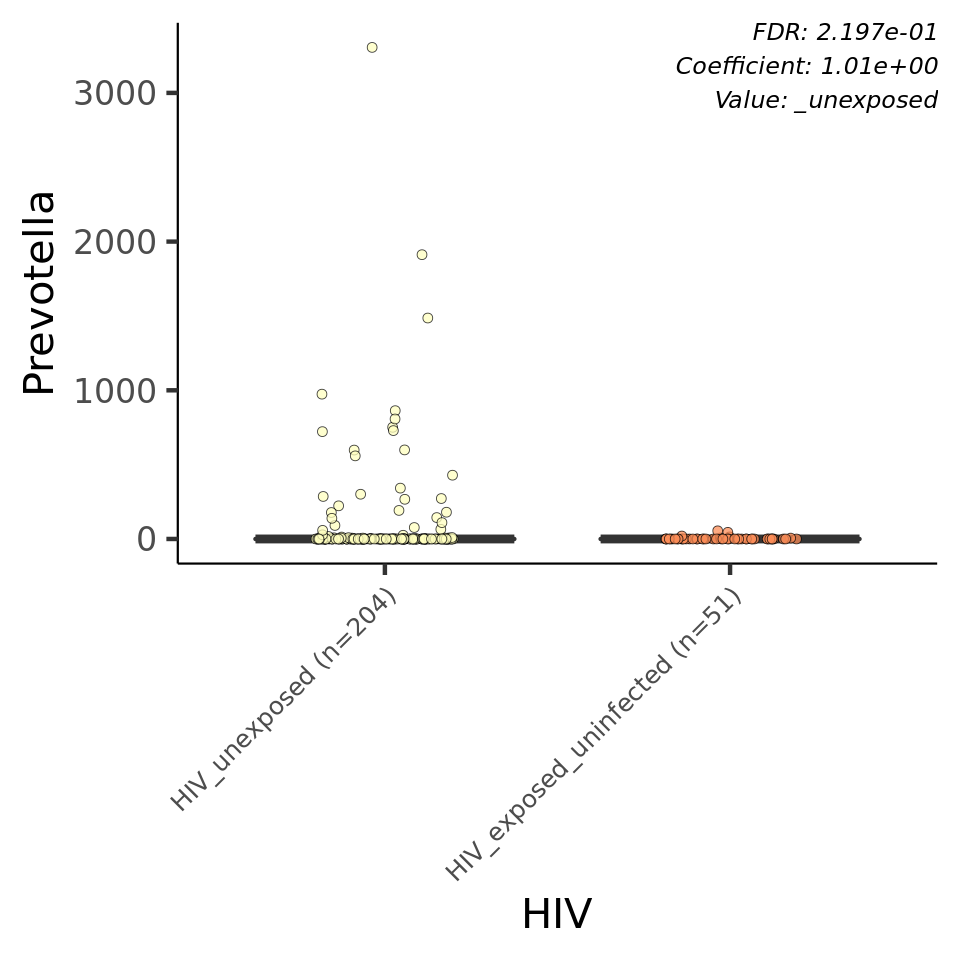 FDR: 2.197e-01
Coefficient: 1.01e+00
Value: _unexposed
Prevotella
3000
2000
1000
0
HIV_unexposed (n=204)
HIV_exposed_uninfected (n=51)
HIV